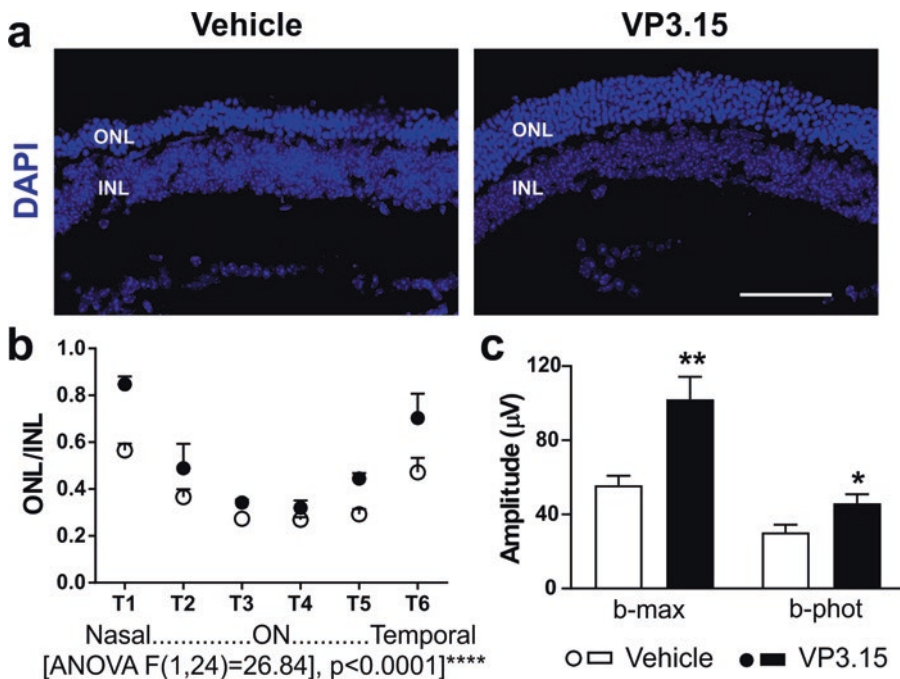 a
Vehicle
VP3.15
DAPI
ONL
INL
ONL
INL
b
ONL/INL
1.0
0.8
0.6
0.4
0.2
0.0
T1 T2 T3 T4 T5 T6
Nasal..............ON...........Temporal
[ANOVA F(1,24)=26.84], p<0.0001]****
c
Amplitude (µV)
120
80
40
0
**
*
b-max b-phot
Vehicle VP3.15